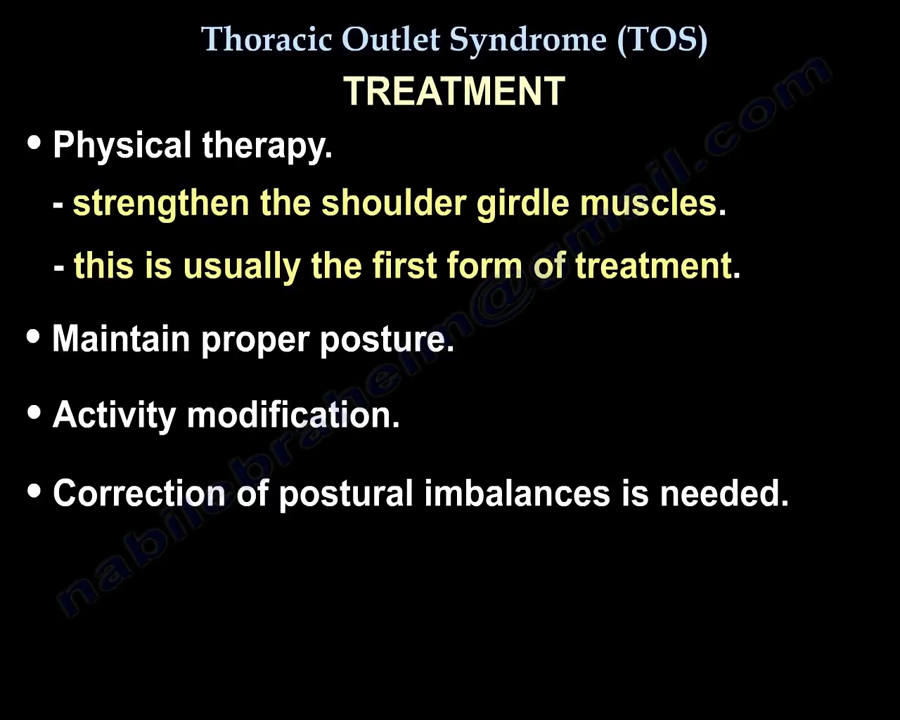 Thoracic Outlet Syndrome (TOS)
TREATMENT
• Physical therapy.
- strengthen the shoulder girdle muscles.
- this is usually the first form of treatment.
• Maintain proper posture.
• Activity modification.
• Correction of postural imbalances is needed.
nabilebraheim@gmail.com